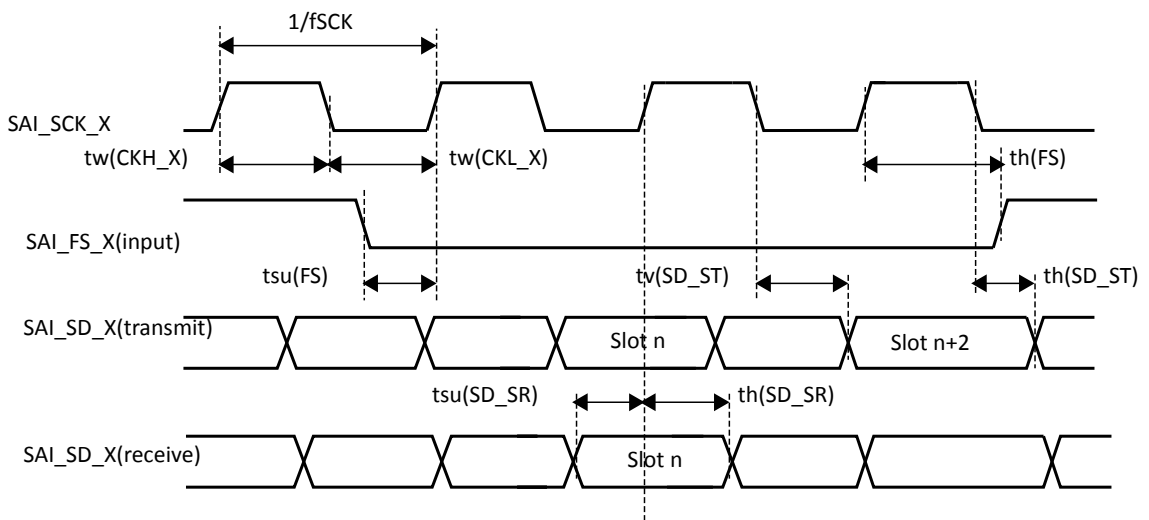 1/fSCK
SAI_SCK_X
tw(CKH_X)
tw(CKL_X)
th(FS)
SAI_FS_X(input)
tsu(FS)
tv(SD_ST)
th(SD_ST)
SAI_SD_X(transmit)
Slot n
Slot n+2
tsu(SD_SR)
th(SD_SR)
SAI_SD_X(receive)
Slot n